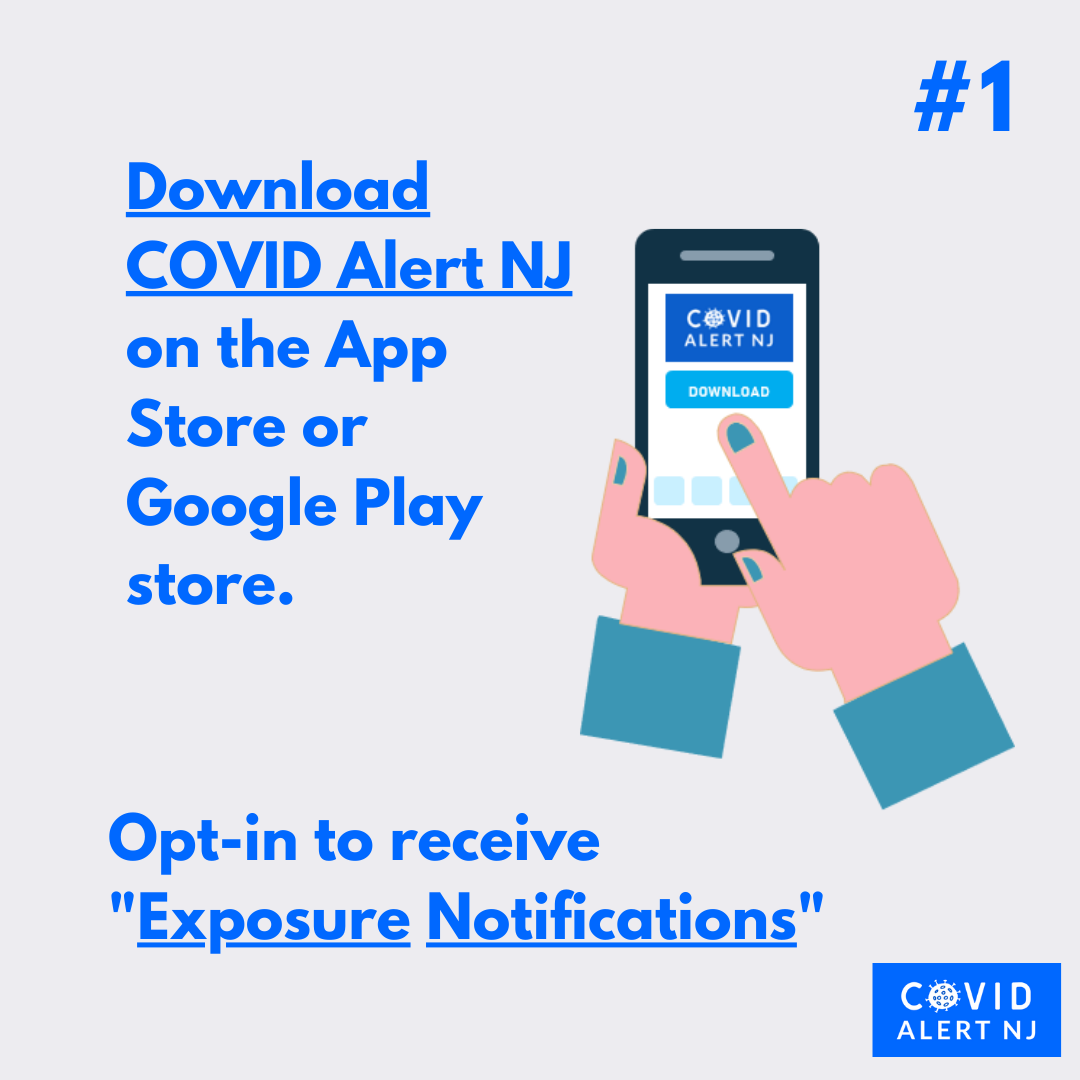 #1
Download
COVID Alert NJ
on the App
Store or
Google Play
store.
COVID
ALERT NJ
DOWNLOAD
Opt-in to receive
"Exposure Notifications"
COVID
ALERT NJ